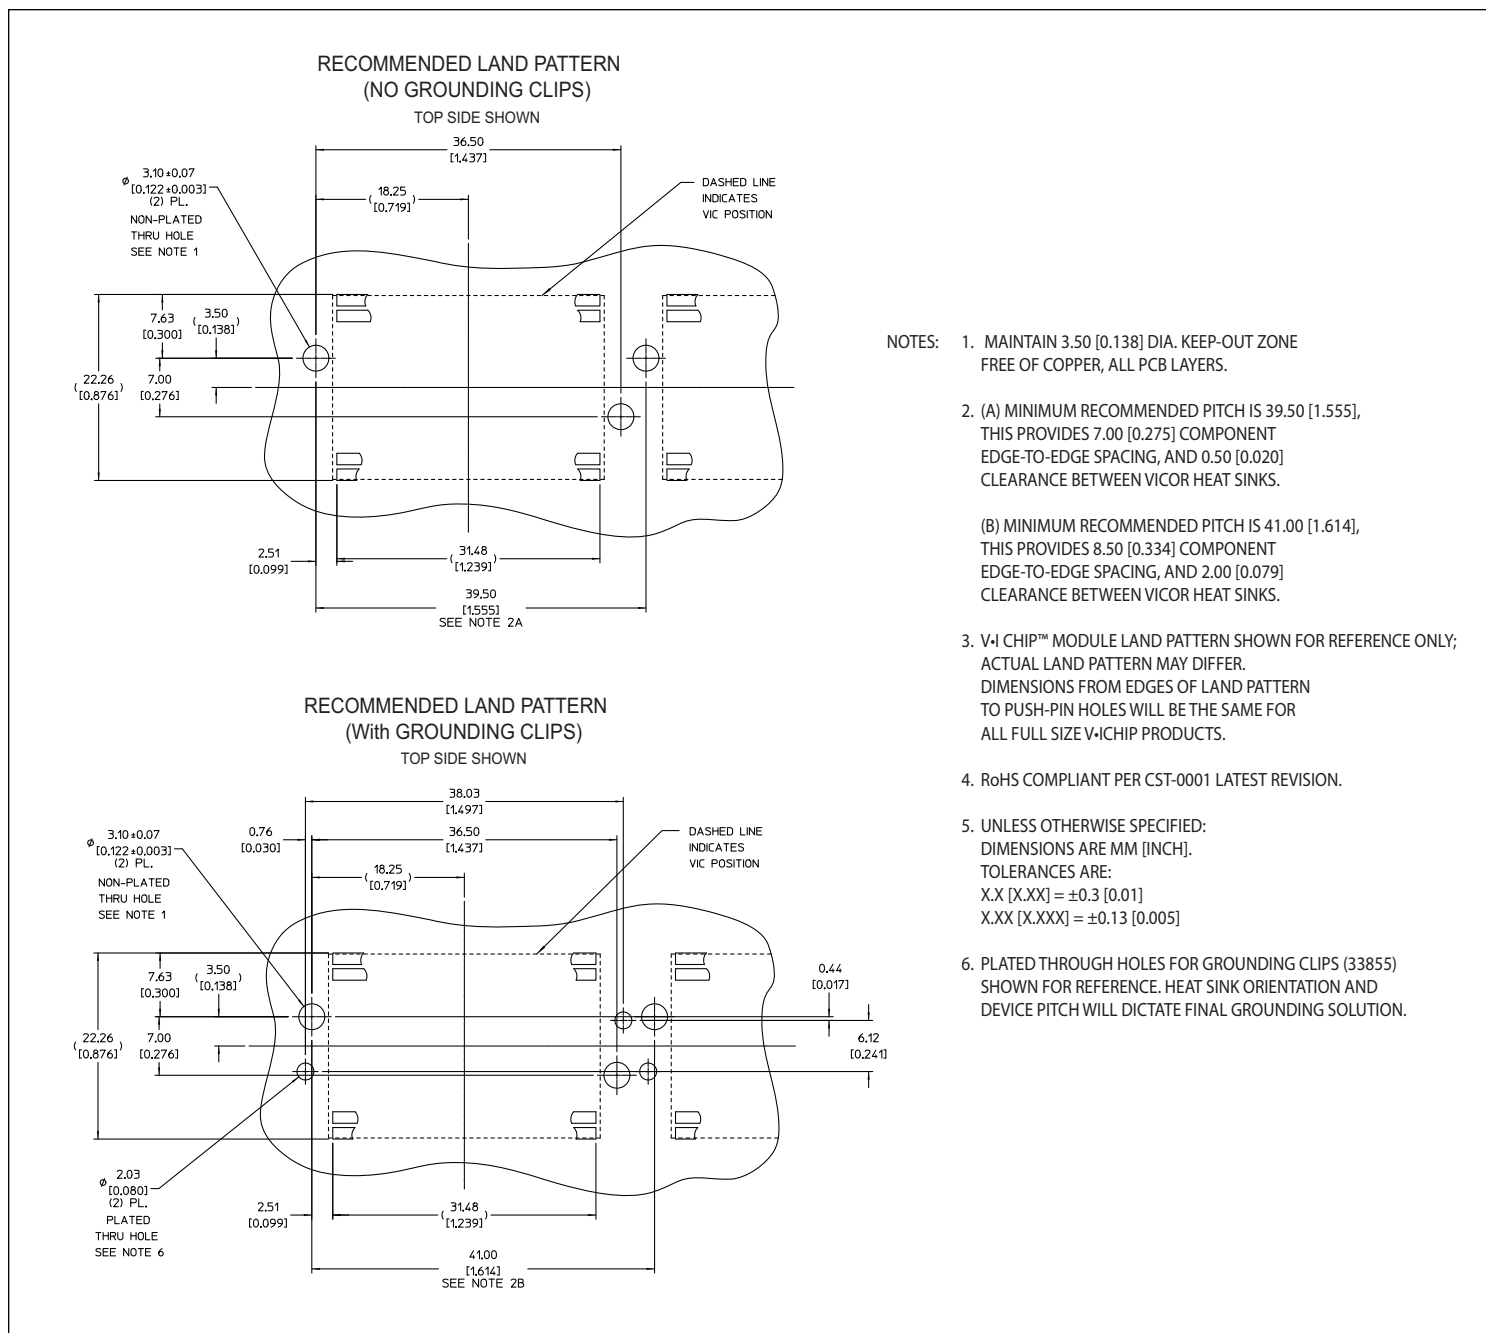 RECOMMENDED LAND PATTERN
(NO GROUNDING CLIPS)
TOP SIDE SHOWN
36.50
[1.437]
ø 3.10±0.07
[0.122±0.003]
(2) PL.
NON-PLATED
THRU HOLE
SEE NOTE 1
(18.25)
[0.719]
DASHED LINE
INDICATES
VIC POSITION
7.63
[0.300]
(3.50)
[0.138]
(22.26)
[0.876]
7.00
[0.276]
2.51
[0.099]
(31.48)
[1.239]
39.50
[1.555]
SEE NOTE 2A
RECOMMENDED LAND PATTERN
(With GROUNDING CLIPS)
TOP SIDE SHOWN
38.03
[1.497]
ø 3.10±0.07
[0.122±0.003]
(2) PL.
NON-PLATED
THRU HOLE
SEE NOTE 1
0.76
[0.030]
36.50
[1.437]
(18.25)
[0.719]
DASHED LINE
INDICATES
VIC POSITION
7.63
[0.300]
(3.50)
[0.138]
0.44
[0.017]
(22.26)
[0.876]
7.00
[0.276]
6.12
[0.241]
ø 2.03
[0.080]
(2) PL.
PLATED
THRU HOLE
SEE NOTE 6
2.51
[0.099]
(31.48)
[1.239]
41.00
[1.614]
SEE NOTE 2B
NOTES: 1. MAINTAIN 3.50 [0.138] DIA. KEEP-OUT ZONE
FREE OF COPPER, ALL PCB LAYERS.
2. (A) MINIMUM RECOMMENDED PITCH IS 39.50 [1.555],
THIS PROVIDES 7.00 [0.275] COMPONENT
EDGE-TO-EDGE SPACING, AND 0.50 [0.020]
CLEARANCE BETWEEN VICOR HEAT SINKS.
(B) MINIMUM RECOMMENDED PITCH IS 41.00 [1.614],
THIS PROVIDES 8.50 [0.334] COMPONENT
EDGE-TO-EDGE SPACING, AND 2.00 [0.079]
CLEARANCE BETWEEN VICOR HEAT SINKS.
3. V•I CHIP™ MODULE LAND PATTERN SHOWN FOR REFERENCE ONLY;
ACTUAL LAND PATTERN MAY DIFFER.
DIMENSIONS FROM EDGES OF LAND PATTERN
TO PUSH-PIN HOLES WILL BE THE SAME FOR
ALL FULL SIZE V•ICHIP PRODUCTS.
4. RoHS COMPLIANT PER CST-0001 LATEST REVISION.
5. UNLESS OTHERWISE SPECIFIED:
DIMENSIONS ARE MM [INCH].
TOLERANCES ARE:
X.X [X.XX] = ±0.3 [0.01]
X.XX [X.XXX] = ±0.13 [0.005]
6. PLATED THROUGH HOLES FOR GROUNDING CLIPS (33855)
SHOWN FOR REFERENCE. HEAT SINK ORIENTATION AND
DEVICE PITCH WILL DICTATE FINAL GROUNDING SOLUTION.